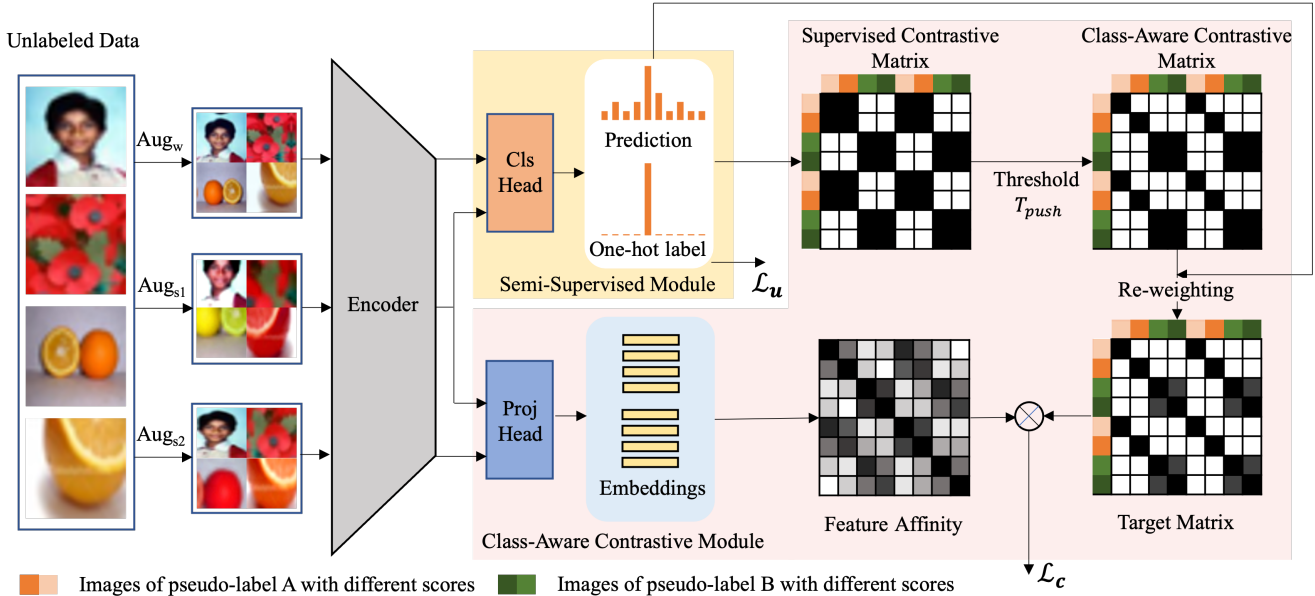 Unlabeled Data
Aug_w
Aug_s1
Aug_s2
Encoder
Cls
Head
Prediction
One-hot label
Semi-Supervised Module
ℒ_u
Supervised Contrastive
Matrix
Threshold
T_push
Class-Aware Contrastive
Matrix
Re-weighting
Proj
Head
Embeddings
Class-Aware Contrastive Module
Feature Affinity
Target Matrix
ℒ_c
Images of pseudo-label A with different scores
Images of pseudo-label B with different scores